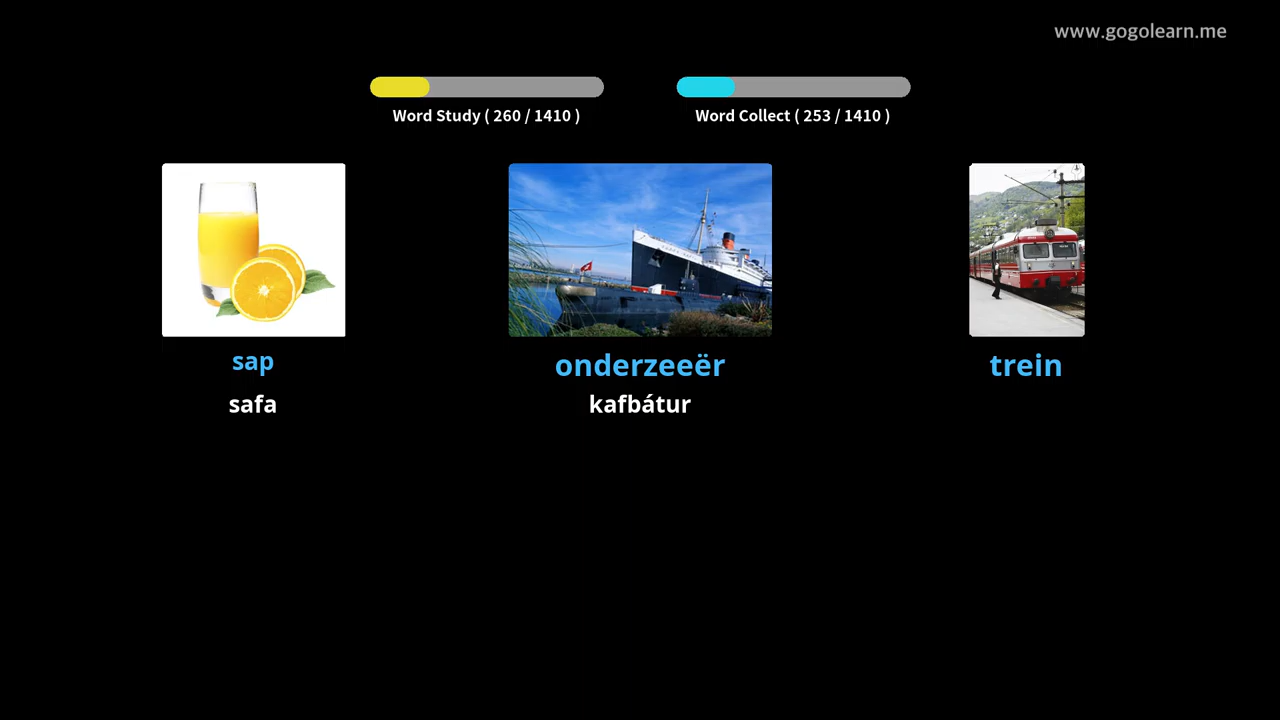 www.gogolearn.me
Word Study ( 260 / 1410 )
Word Collect ( 253 / 1410 )
sap
onderzeeër
trein
safa
kafbátur